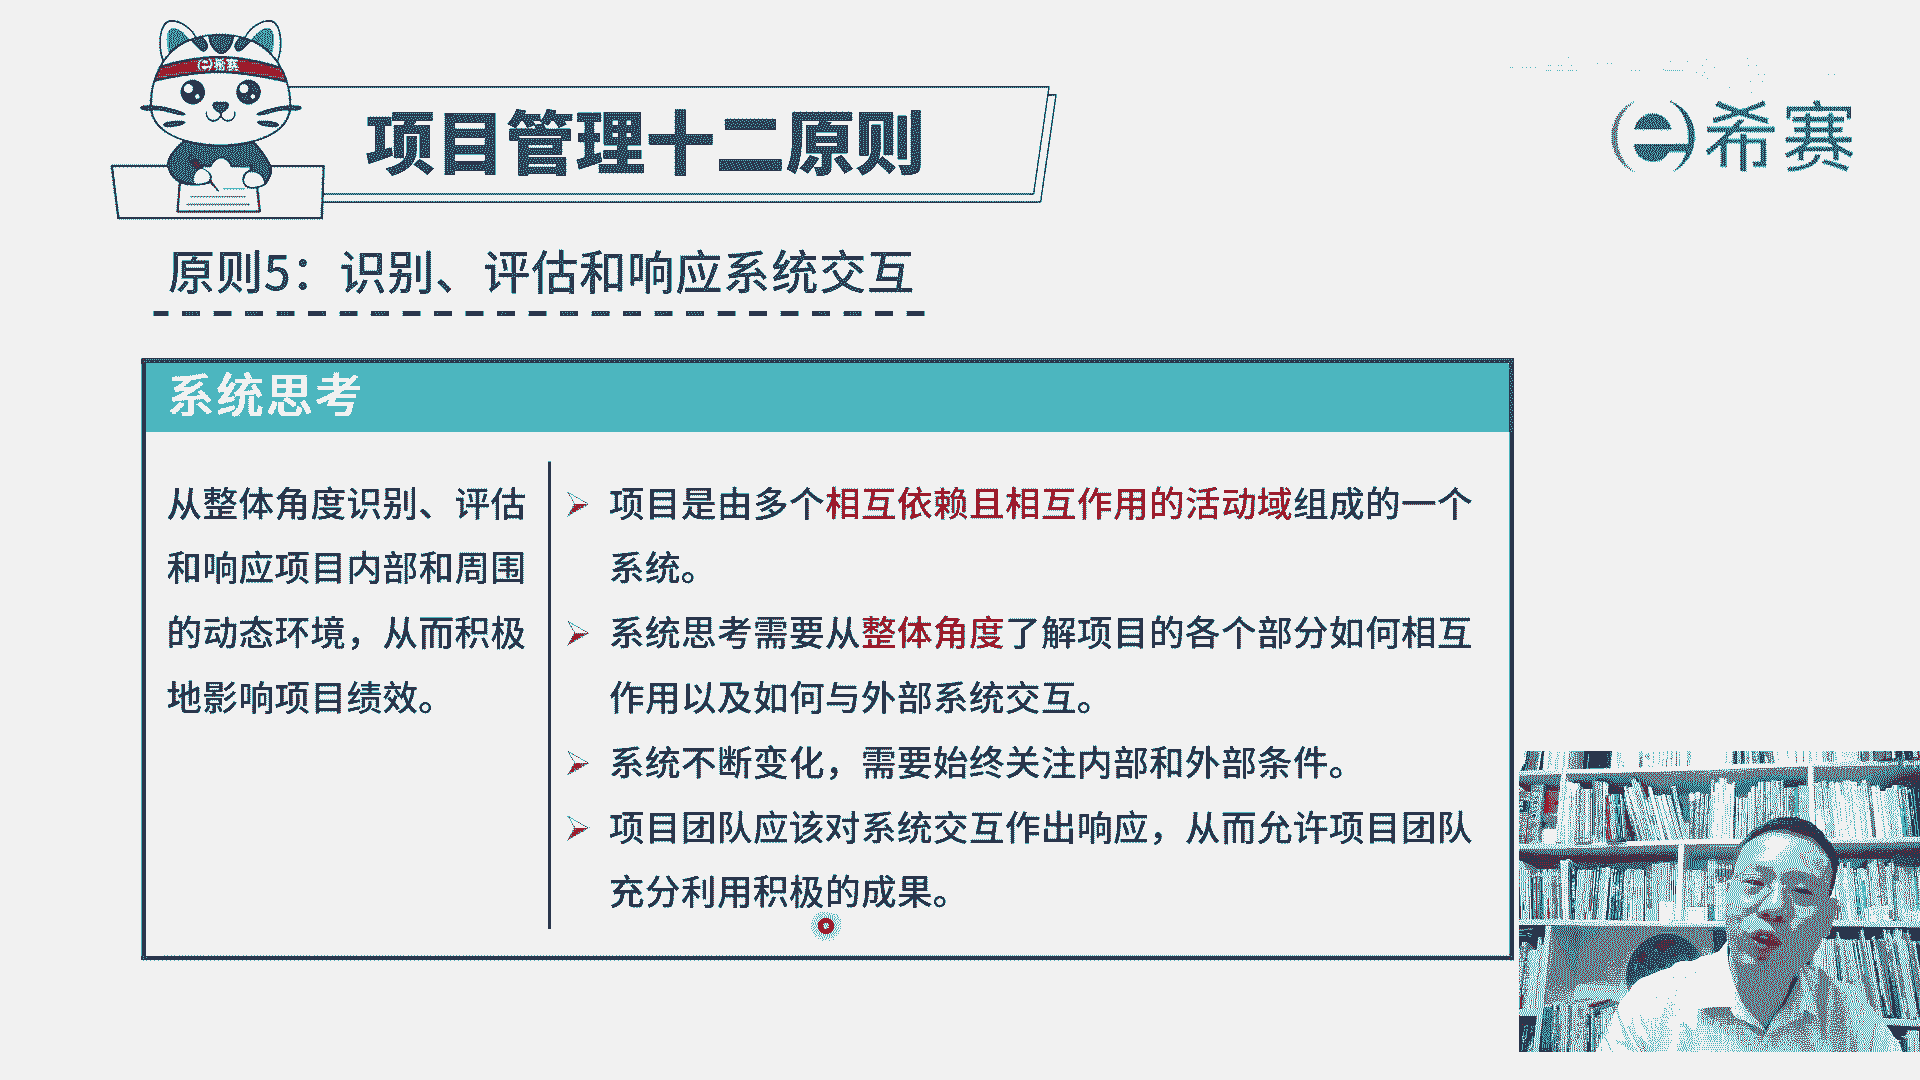 希赛
项目管理十二原则
希赛
原则5：识别、评估和响应系统交互
系统思考
从整体角度识别、评估
和响应项目内部和周围
的动态环境，从而积极
地影响项目绩效。
项目是由多个相互依赖且相互作用的活动域组成的一个
系统。
系统思考需要从整体角度了解项目的各个部分如何相互
作用以及如何与外部系统交互。
系统不断变化，需要始终关注内部和外部条件。
项目团队应该对系统交互作出响应，从而允许项目团队
充分利用积极的成果。